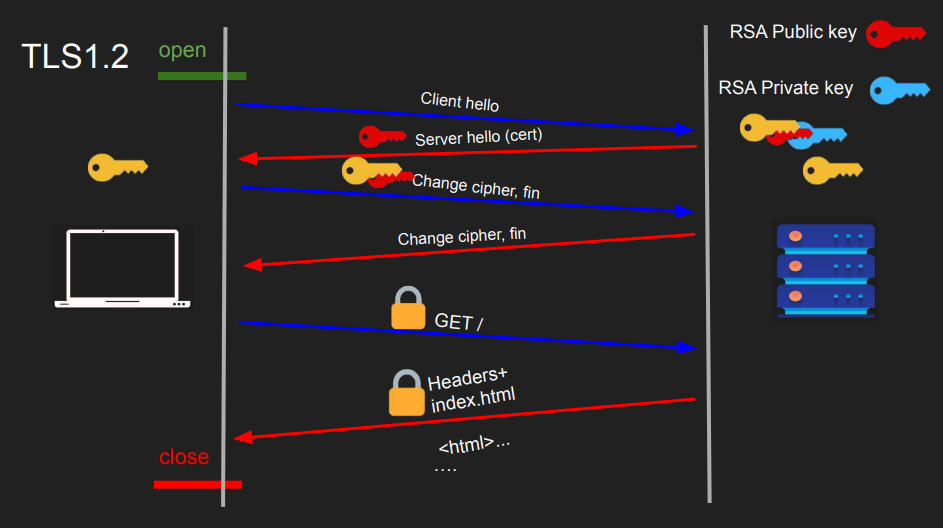 TLS1.2
open
RSA Public key
RSA Private key
Client hello
Server hello (cert)
Change cipher, fin
Change cipher, fin
GET /
Headers+
index.html
<html>...
....
close